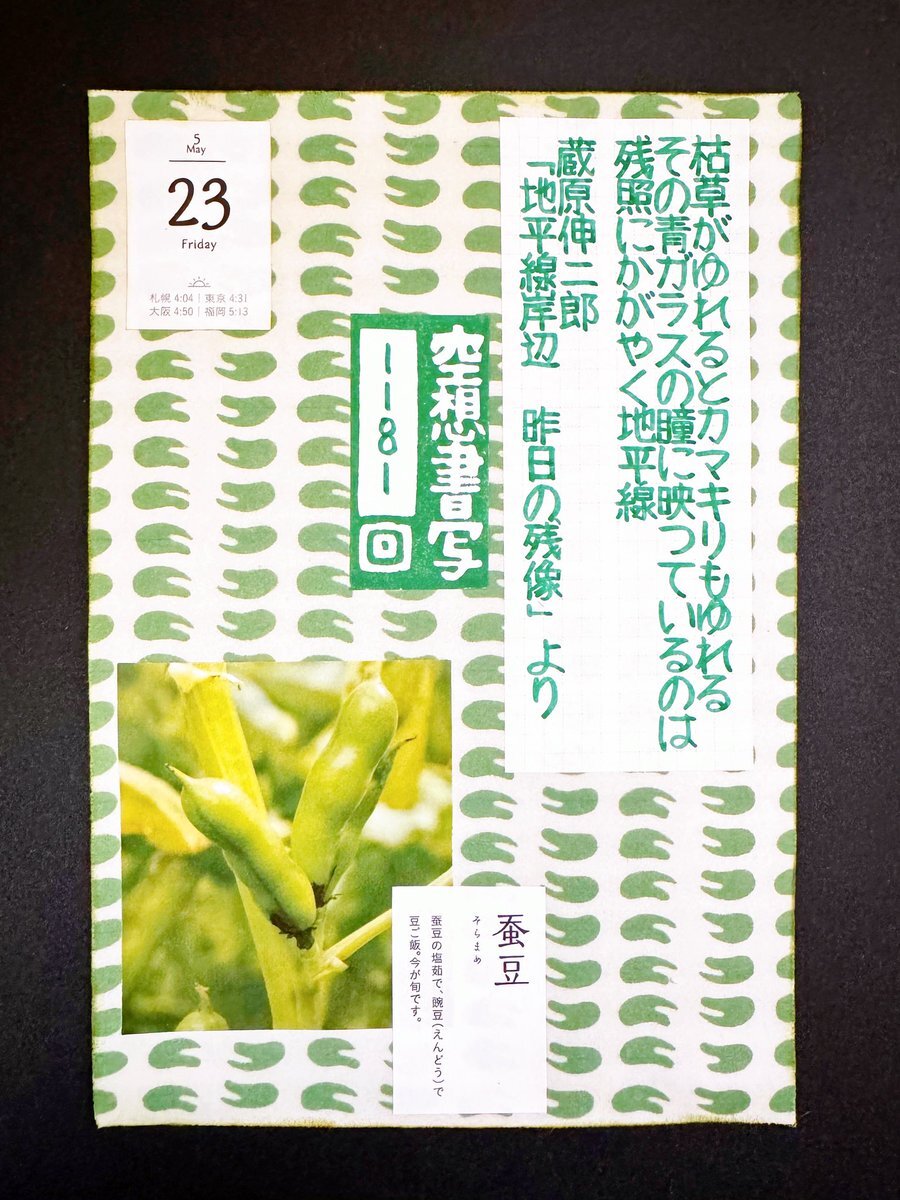 5
May
23
Friday
札幌 4:04｜東京 4:31
大阪 4:50｜福岡 5:13
枯草がゆれるとカマキリもゆれる
その青ガラスの瞳に映つているのは
残照にかがやく地平線
蔵原伸二郎
「地平線岸辺　昨日の残像」より
空想書写
一一8一
回
蚕豆
そらまめ
蚕豆の塩茹で、豌豆(えんどう)で
豆ご飯。今が旬です。